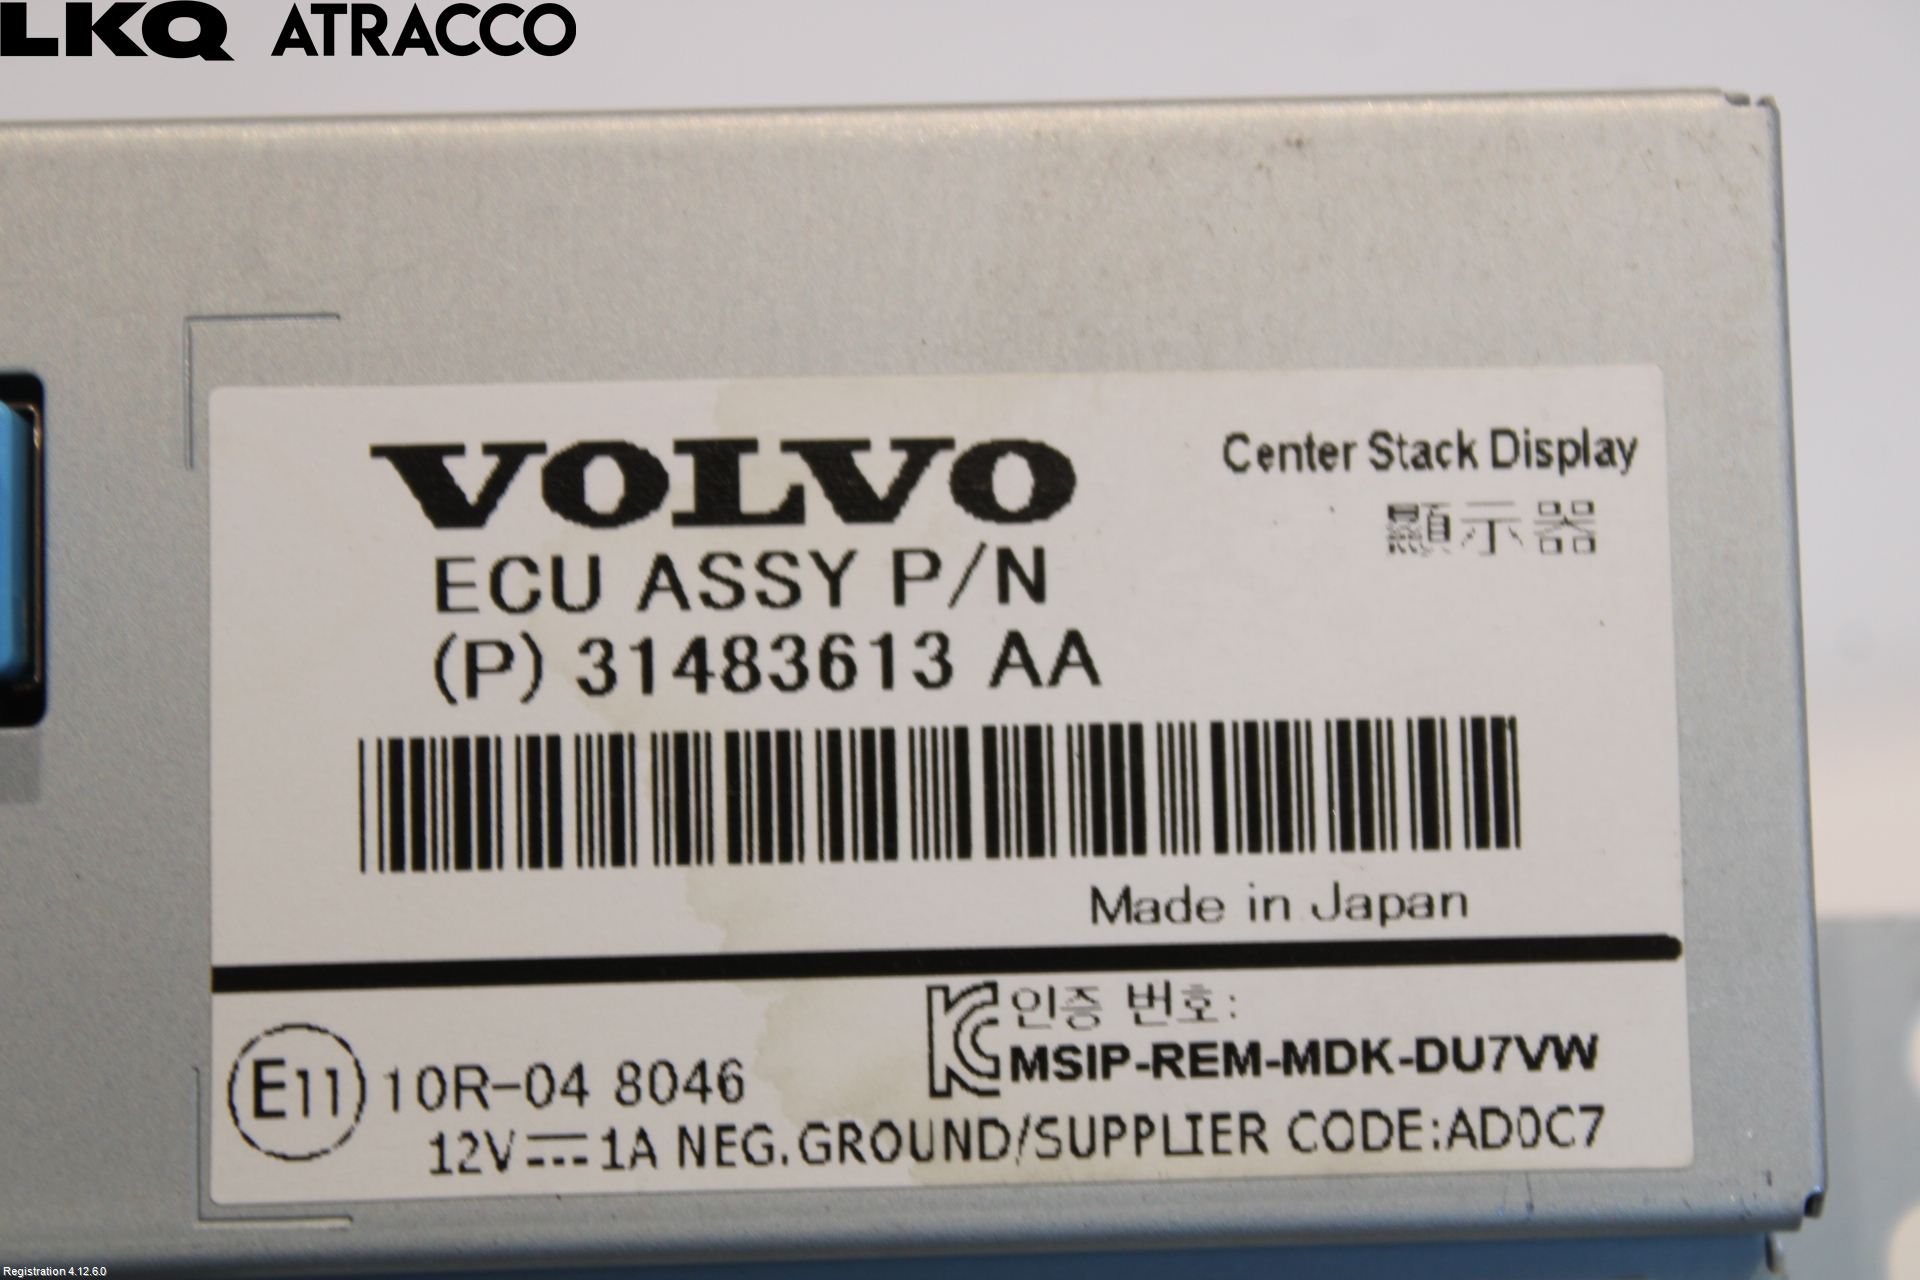 LKQ ATRACCO
VOLVO
Center Stack Display
顯示器
ECU ASSY P/N
(P) 31483613 AA
Made in Japan
인증 번호:
MSIP-REM-MDK-DU7VW
E11 10R-04 8046
12V 1A NEG.GROUND/SUPPLIER CODE:AD0C7
Registration 4.12.6.0